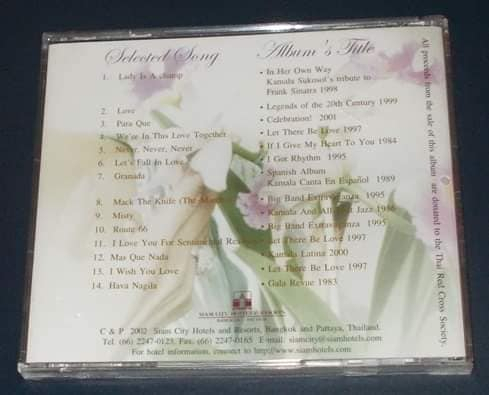 Selected Song
Album's Title
1. Lady Is A champ
• In Her Own Way
Kamala Sukosol's tribute to
Frank Sinatra 1998
2. Love
• Legends of the 20th Century 1999
3. Para Que
• Celebration! 2001
4. We're In This Love Together
• Let There Be Love 1997
5. Never, Never, Never
• If I Give My Heart To You 1984
6. Let's Fall In Love
• I Got Rhythm 1995
7. Granada
• Spanish Album
Kamala Canta En Español 1989
8. Mack The Knife (The
• Big Band Extravaganza 1995
9. Misty
• Kamala And All That Jazz 1986
10. Route 66
• Big Band Extravaganza 1995
11. I Love You For Sentimental Reasons
• Let There Be Love 1997
12. Mas Que Nada
• Kamala Latina 2000
13. I Wish You Love
• Let There Be Love 1997
14. Hava Nagila
• Gala Revue 1983
All proceeds from the sale of this album are donated to the Thai Red Cross Society.
C & P. 2002 Siam City Hotels and Resorts, Bangkok and Pattaya, Thailand.
Tel. (66) 2247-0123, Fax. (66) 2247-0165 E-mail: siamcity@siamhotels.com
For hotel information, connect to http://www.siamhotels.com